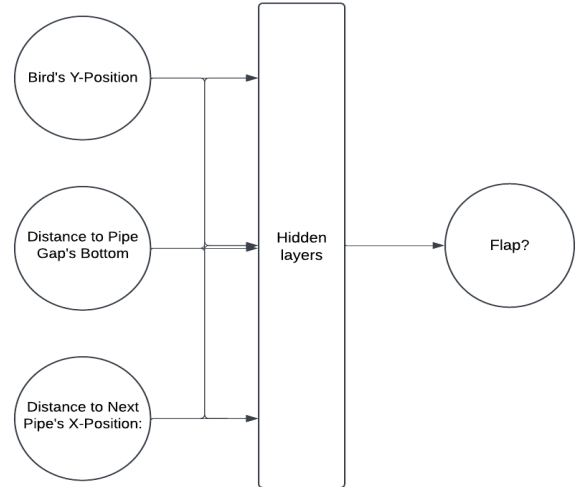 Bird's Y-Position
Distance to Pipe
Gap's Bottom
Distance to Next
Pipe's X-Position:
Hidden
layers
Flap?